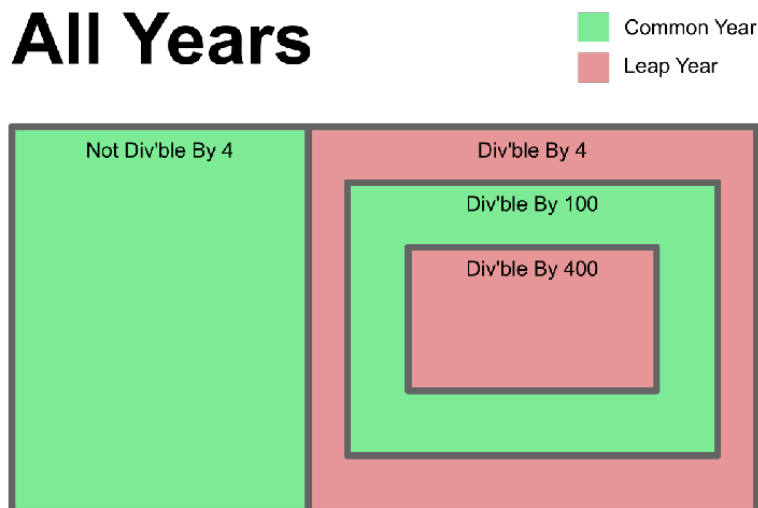 All Years
Common Year
Leap Year
Not Div'ble By 4
Div'ble By 4
Div'ble By 100
Div'ble By 400